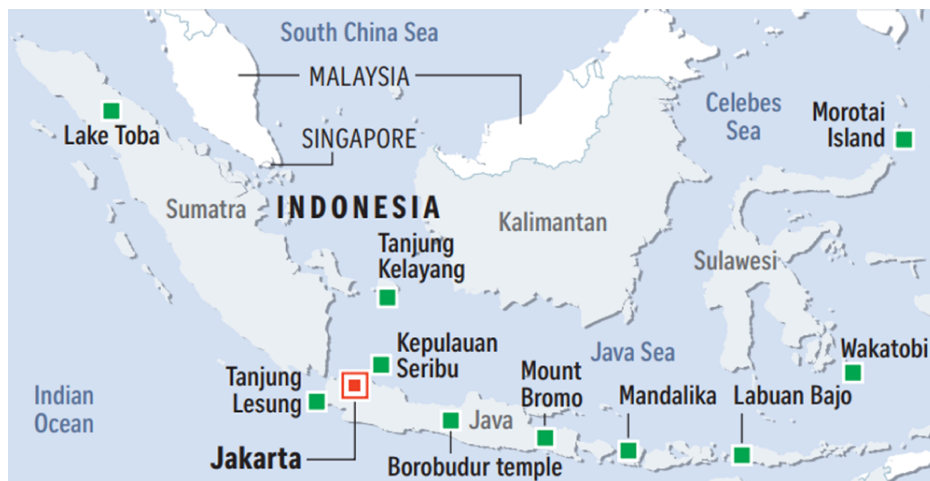 South China Sea
MALAYSIA
Celebes
Sea
Morotai
Island
Lake Toba
SINGAPORE
Sumatra
INDONESIA
Kalimantan
Tanjung
Kelayang
Sulawesi
Kepulauan
Seribu
Java Sea
Wakatobi
Indian
Ocean
Tanjung
Lesung
Mount
Bromo
Mandalika
Labuan Bajo
Java
Jakarta
Borobudur temple